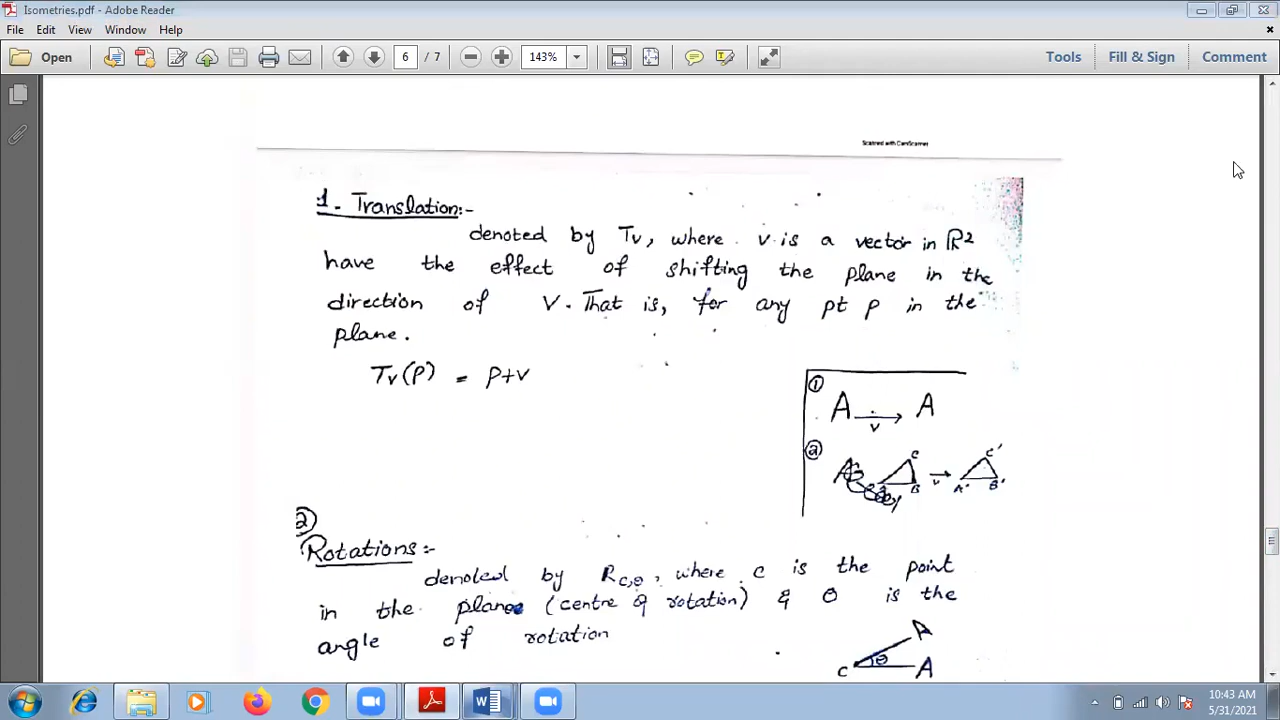 Isometries.pdf - Adobe Reader
File Edit View Window Help
Open 6 / 7 143% Tools Fill & Sign Comment
Scanned with CamScanner
1. Translation:-
denoted by Tv, where v is a vector in R2
have the effect of shifting the plane in the
direction of V. That is, for any pt p in the
plane.
Tv(P) = P+v
①
A v A
②
C B v A' B' C'
②
Rotations:-
denoted by Rc,θ, where c is the point
in the plane (centre of rotation) & θ is the
angle of rotation
A
C θ A
10:43 AM
5/31/2021